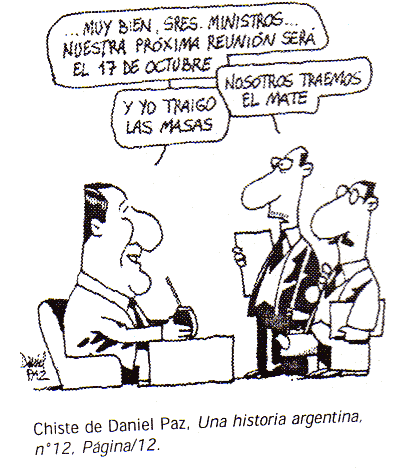 ...MUY BIEN, SRES. MINISTROS...
NUESTRA PRÓXIMA REUNIÓN SERÁ
EL 17 DE OCTUBRE
Y YO TRAIGO
LAS MASAS
NOSOTROS TRAEMOS
EL MATE
Daniel
PAZ
Chiste de Daniel Paz, Una historia argentina,
n°12, Página/12.